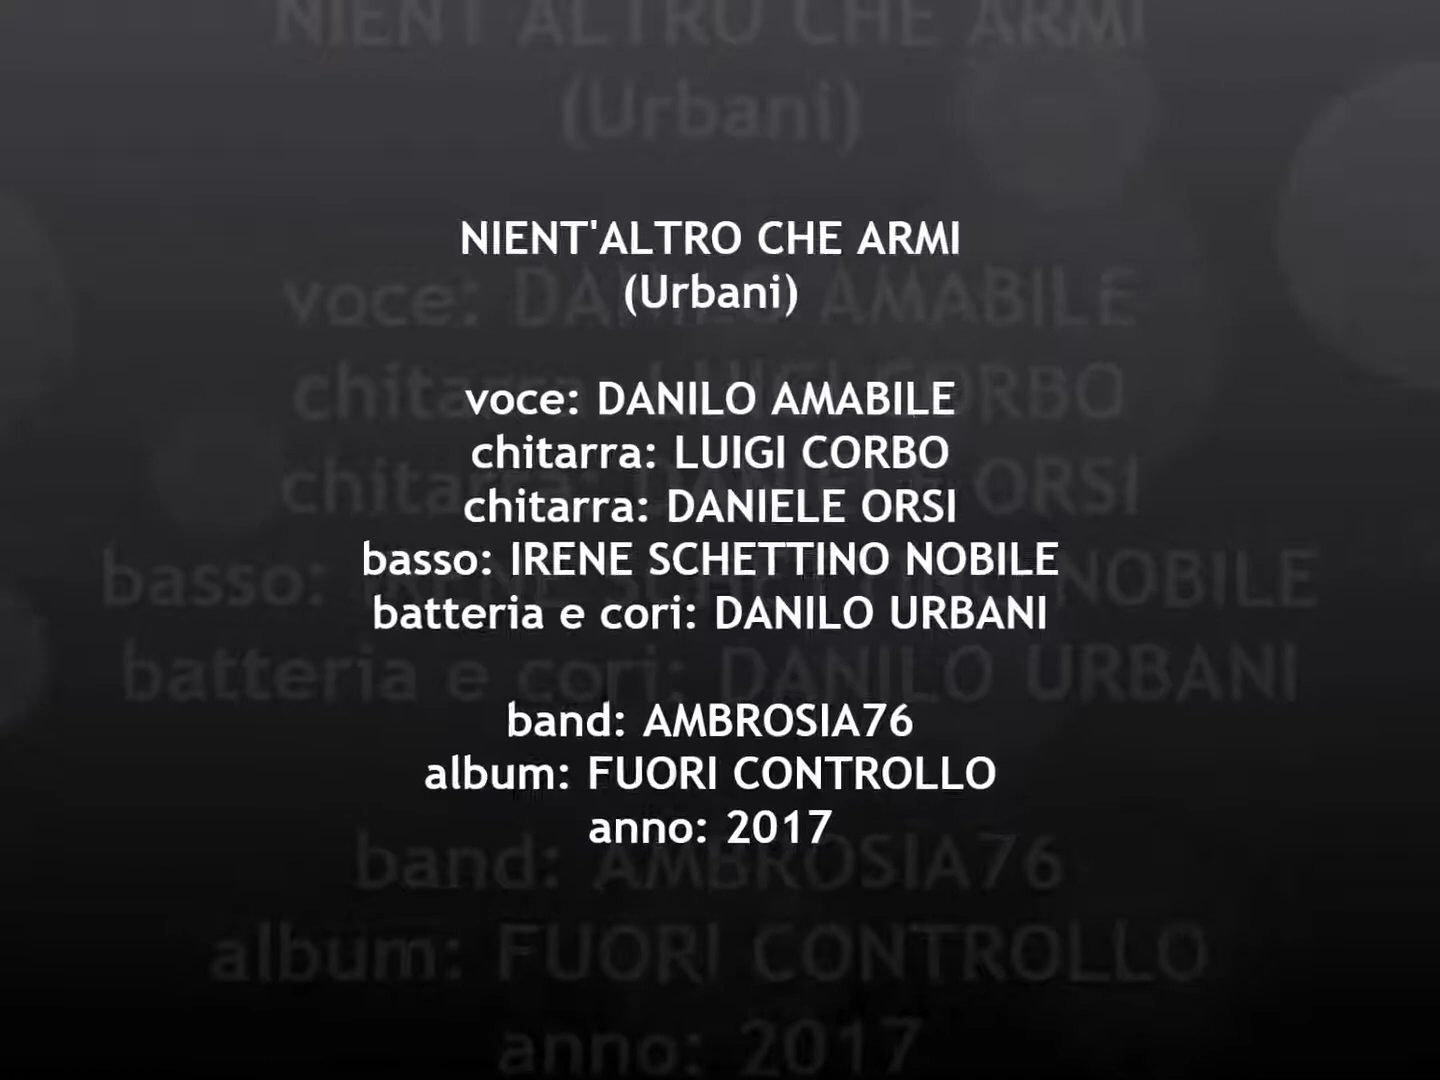 NIENT'ALTRO CHE ARMI
(Urbani)
voce: DANILO AMABILE
chitarra: LUIGI CORBO
chitarra: DANIELE ORSI
basso: IRENE SCHETTINO NOBILE
batteria e cori: DANILO URBANI
band: AMBROSIA76
album: FUORI CONTROLLO
anno: 2017